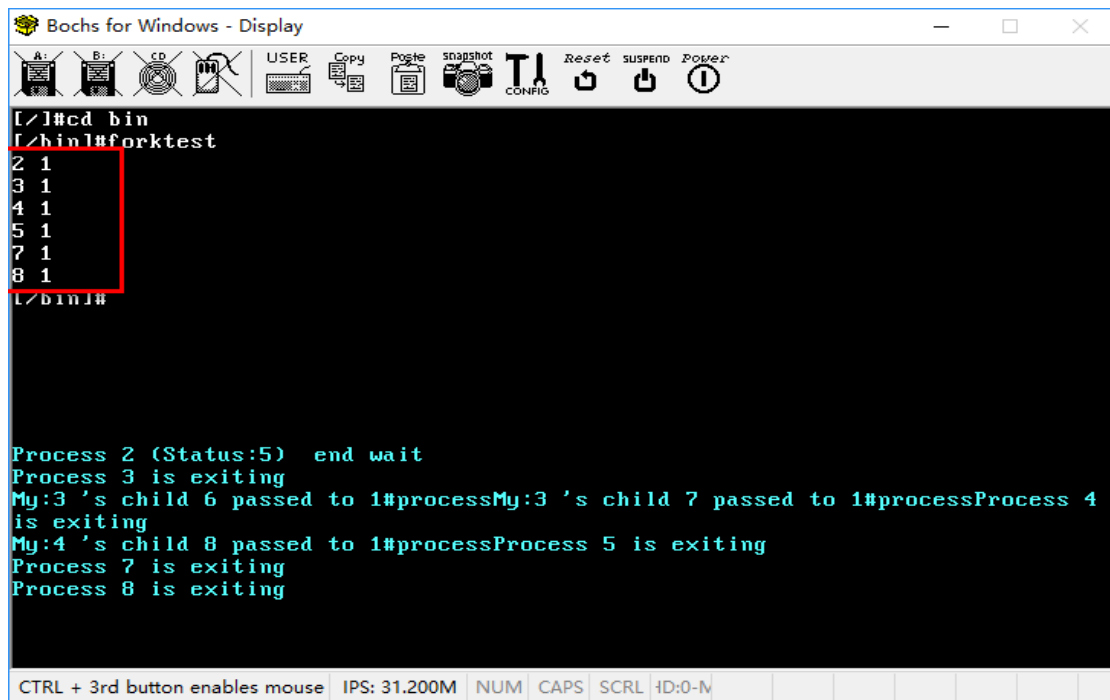 Bochs for Windows - Display
A: B: CD USER Copy Poste snapshot CONFIG Reset SUSPEND Power
[/]#cd bin
[/bin]#forktest
2 1
3 1
4 1
5 1
7 1
8 1
[/bin]#
Process 2 (Status:5)  end wait
Process 3 is exiting
My:3 's child 6 passed to 1#processMy:3 's child 7 passed to 1#processProcess 4
is exiting
My:4 's child 8 passed to 1#processProcess 5 is exiting
Process 7 is exiting
Process 8 is exiting
CTRL + 3rd button enables mouse IPS: 31.200M NUM CAPS SCRL HD:0-M